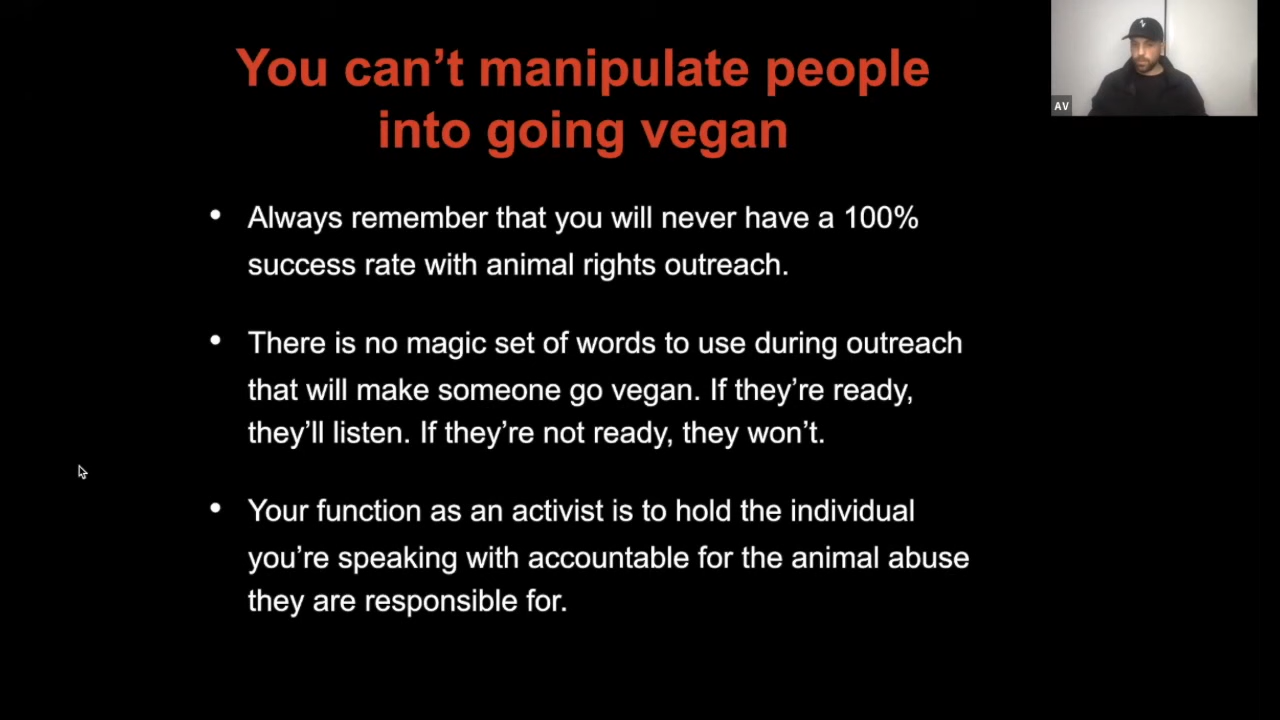 You can’t manipulate people
into going vegan
AV
• Always remember that you will never have a 100%
success rate with animal rights outreach.
• There is no magic set of words to use during outreach
that will make someone go vegan. If they’re ready,
they’ll listen. If they’re not ready, they won’t.
• Your function as an activist is to hold the individual
you’re speaking with accountable for the animal abuse
they are responsible for.